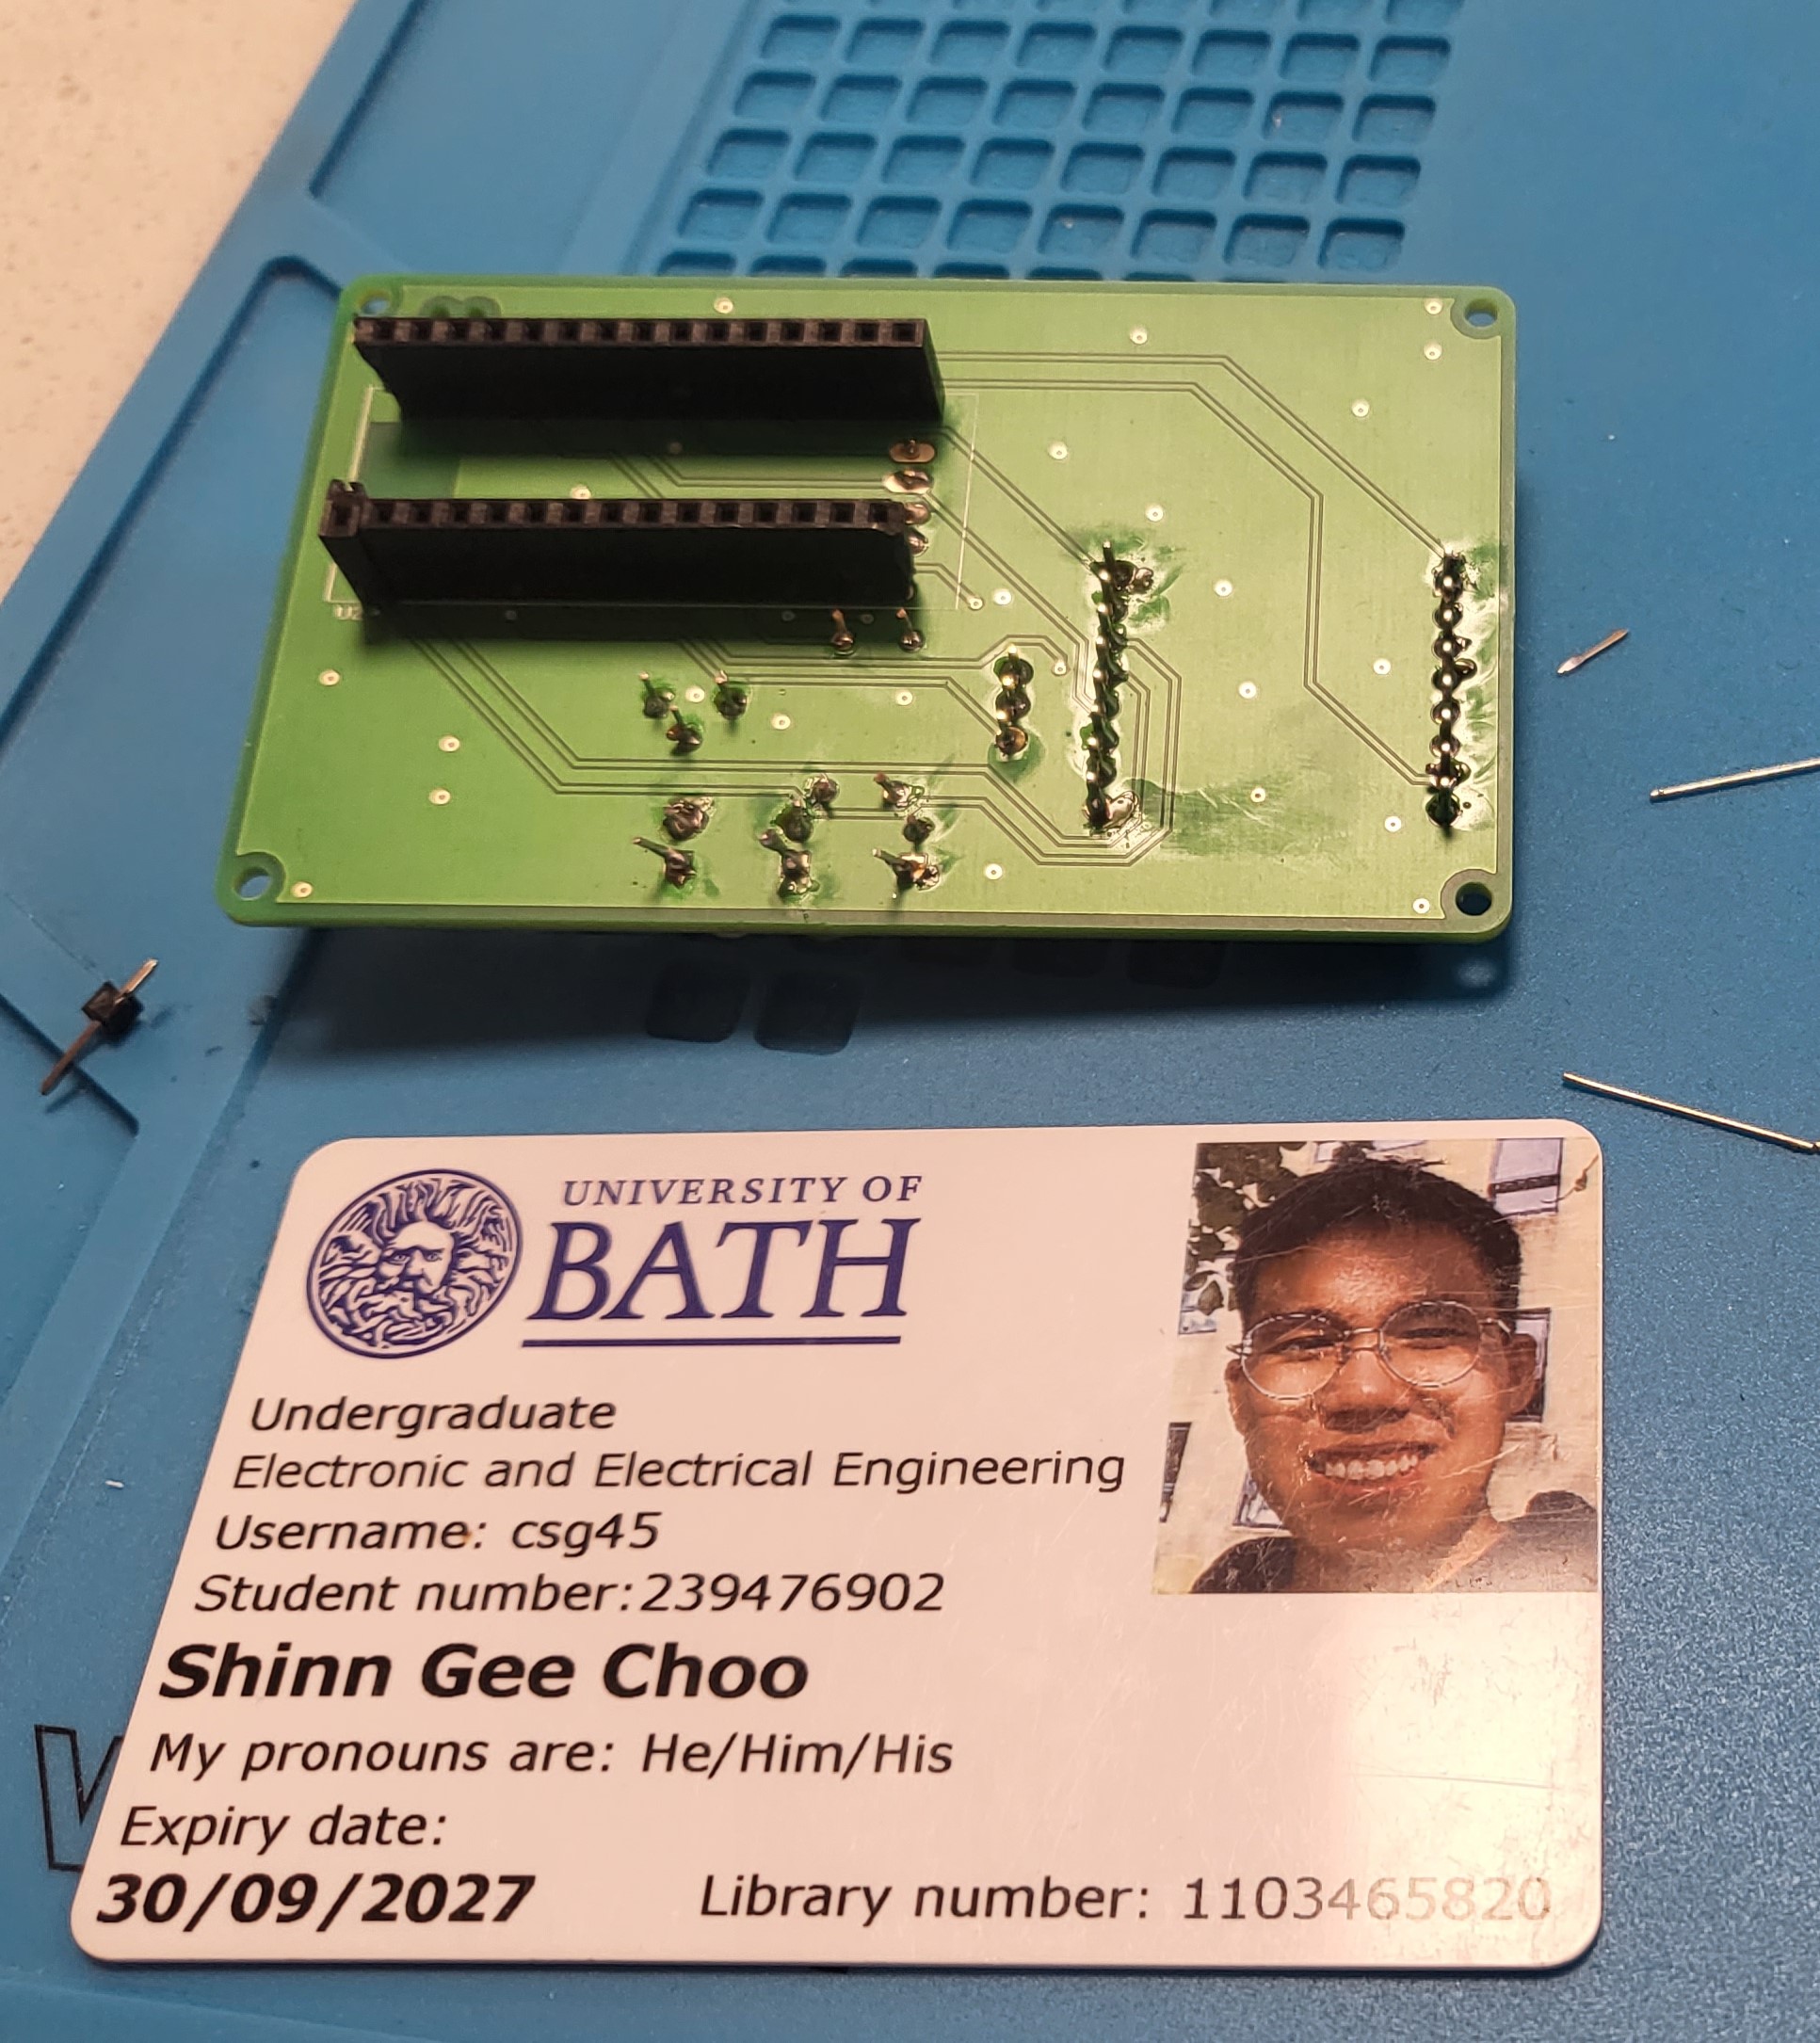 UNIVERSITY OF
BATH
Undergraduate
Electronic and Electrical Engineering
Username: csg45
Student number:239476902
Shinn Gee Choo
My pronouns are: He/Him/His
Expiry date:
30/09/2027
Library number: 1103465820